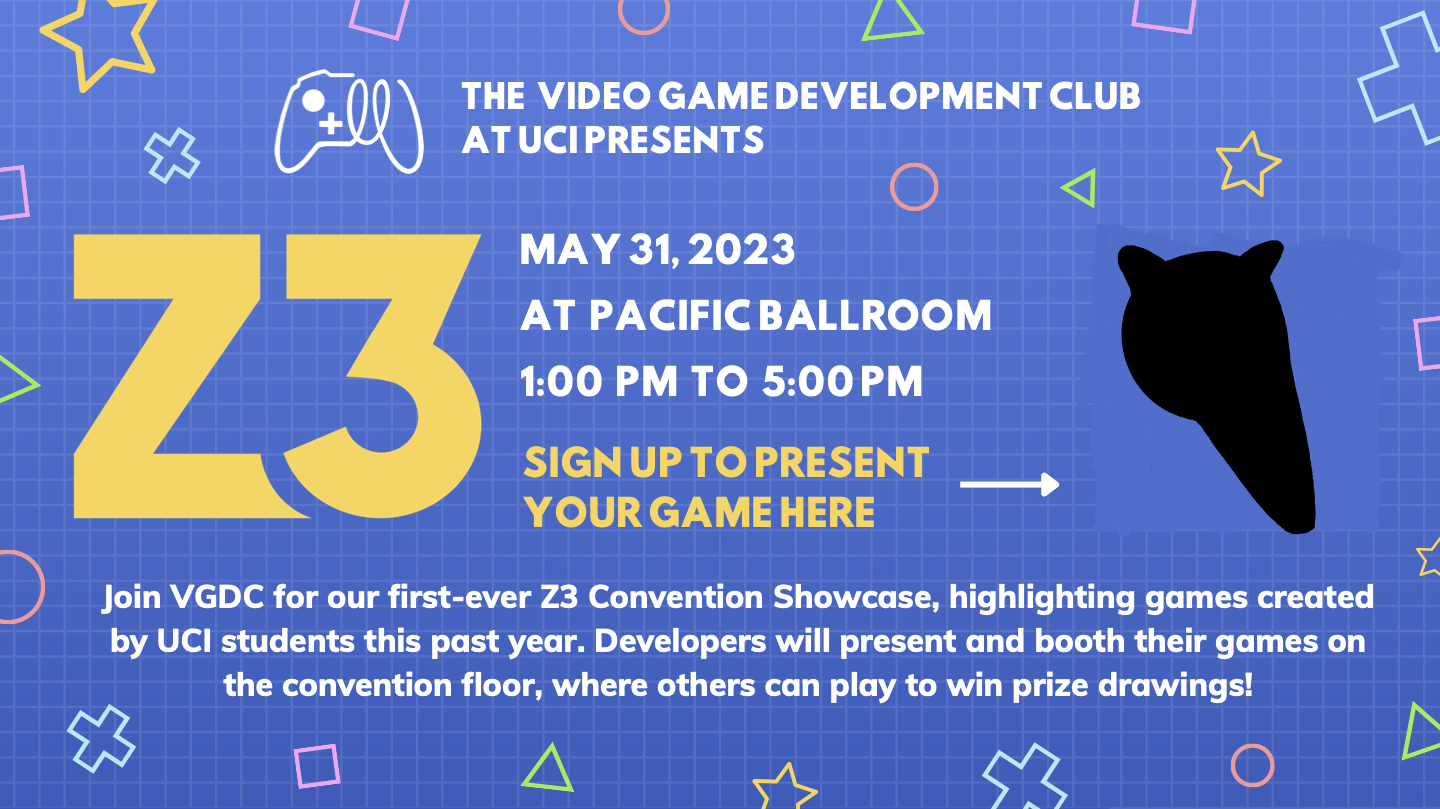 THE VIDEO GAME DEVELOPMENT CLUB
AT UCI PRESENTS
Z3
MAY 31, 2023
AT PACIFIC BALLROOM
1:00 PM TO 5:00 PM
SIGN UP TO PRESENT
YOUR GAME HERE
Join VGDC for our first-ever Z3 Convention Showcase, highlighting games created
by UCI students this past year. Developers will present and booth their games on
the convention floor, where others can play to win prize drawings!